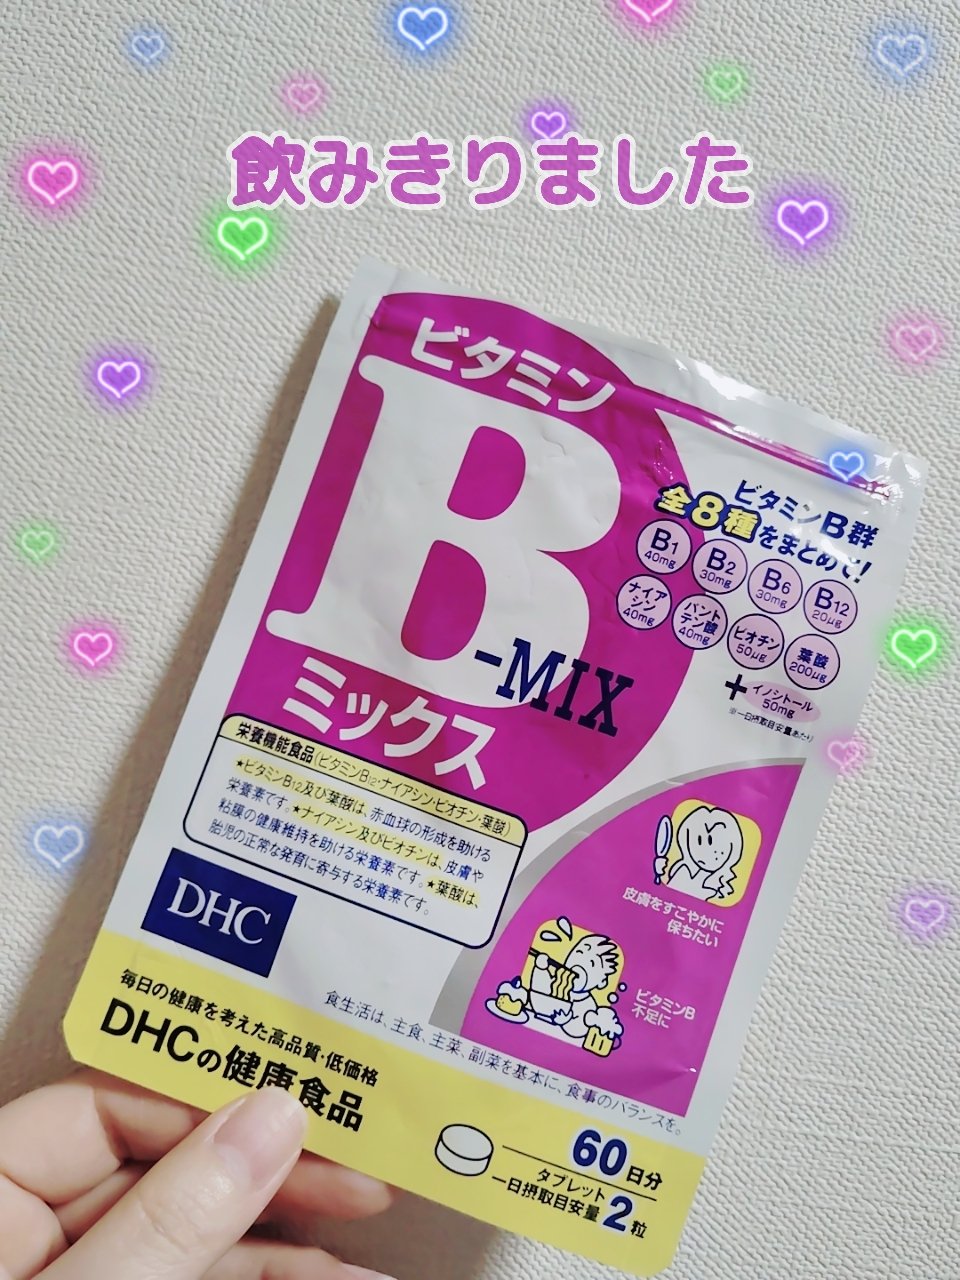 飲みきりました
ビタミン
B
-MIX
ミックス
ビタミンB群
全8種をまとめて!
B1
40mg
B2
30mg
B6
30mg
B12
20μg
ナイア
シン
40mg
パント
テン酸
40mg
ビオチン
50μg
葉酸
200μg
+
イノシトール
50mg
※一日摂取目安量あたり
栄養機能食品(ビタミンB12・ナイアシン・ビオチン・葉酸)
★ビタミンB12及び葉酸は、赤血球の形成を助ける
栄養素です。★ナイアシン及びビオチンは、皮膚や
粘膜の健康維持を助ける栄養素です。★葉酸は、
胎児の正常な発育に寄与する栄養素です。
皮膚をすこやかに
保ちたい
ビタミンB
不足に
DHC
食生活は、主食、主菜、副菜を基本に、食事のバランスを。
毎日の健康を考えた高品質・低価格
DHCの健康食品
60日分
タブレット
一日摂取目安量2粒